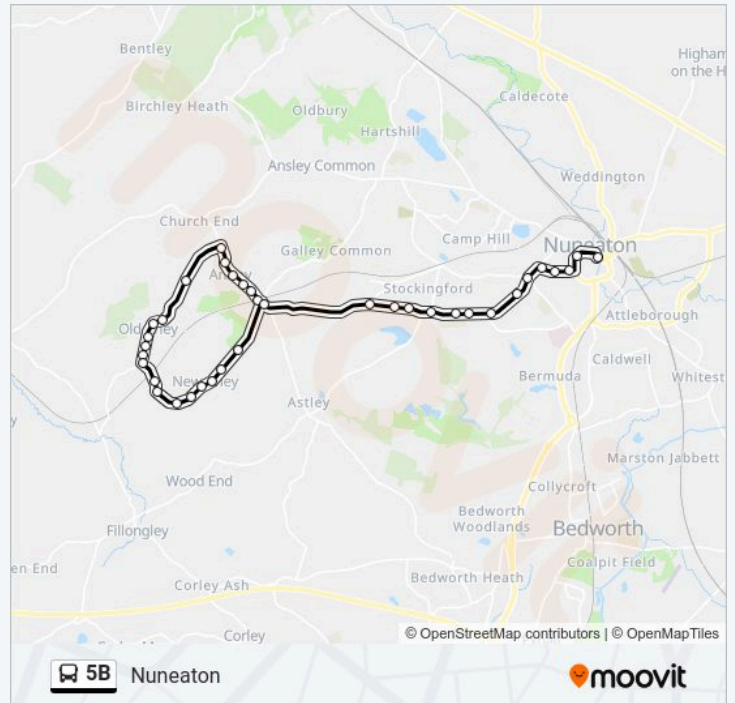 Bentley
Higham
on the H
Birchley Heath
Oldbury
Caldecote
Hartshill
Ansley Common
Weddington
Church End
Galley Common
Camp Hill
Nuneaton
Stockingford
Attleborough
Caldwell
Bermuda
Whitest
Astley
Marston Jabbett
Wood End
Collycroft
Bedworth
Woodlands
Fillongley
Bedworth
en End
Coalpit Field
Corley Ash
Bedworth Heath
Corley
© OpenStreetMap contributors | © OpenMapTiles
5B Nuneaton
moovit